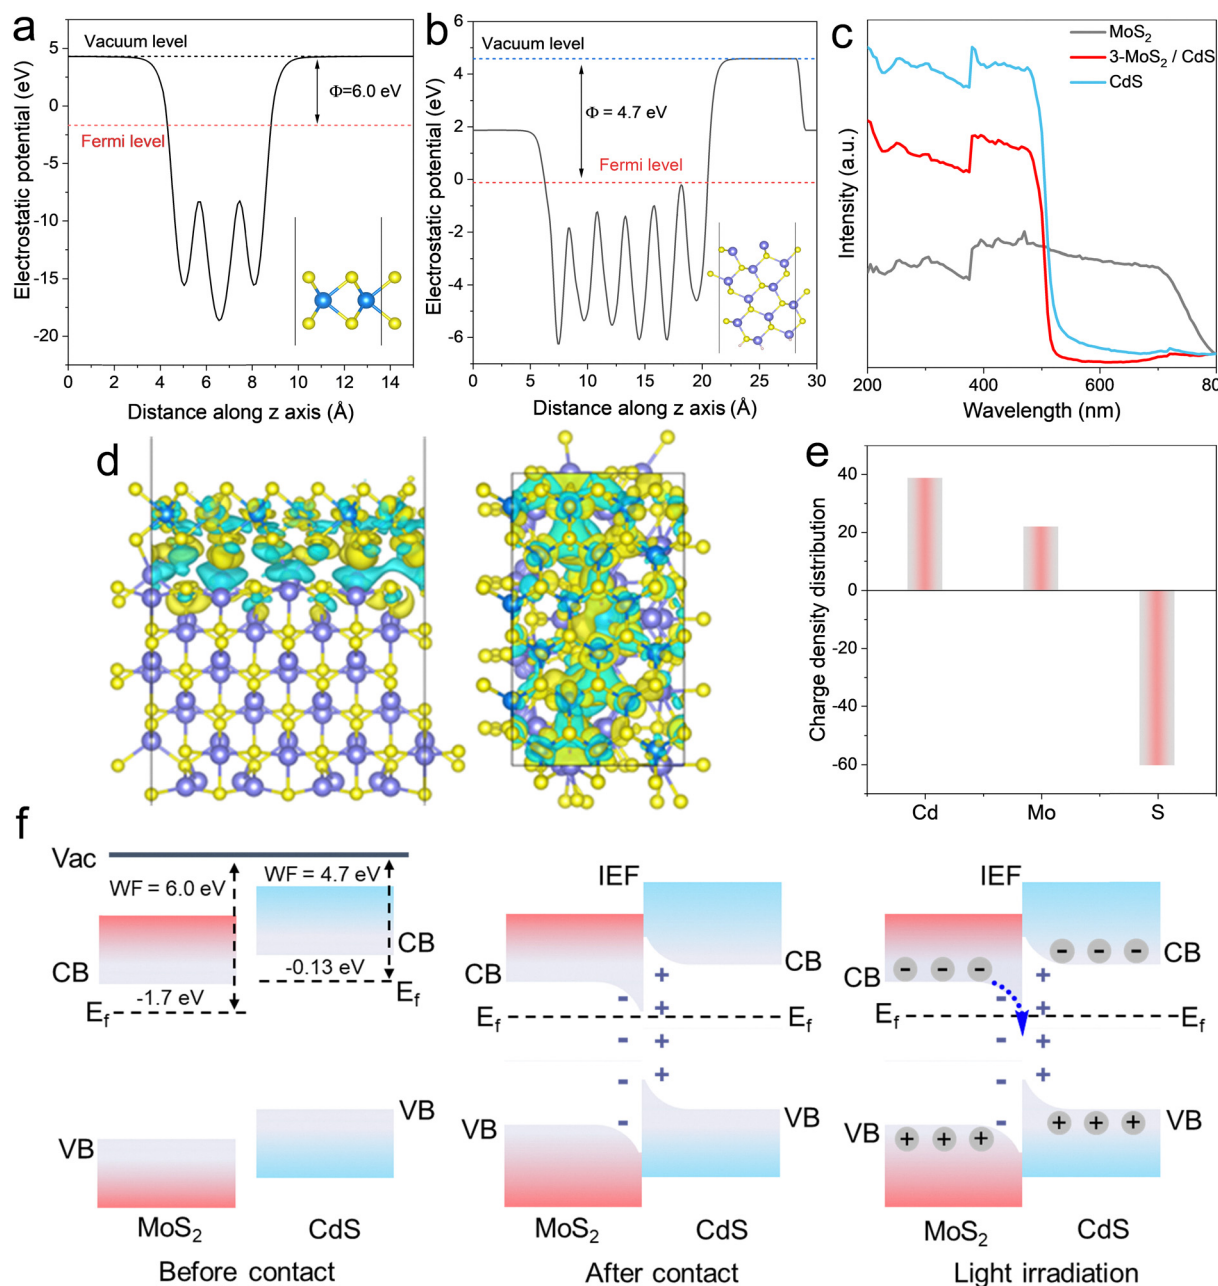 a
Vacuum level
Φ=6.0 eV
Fermi level
Electrostatic potential (eV)
5
0
-5
-10
-15
-20
0 2 4 6 8 10 12 14
Distance along z axis (Å)
b
Vacuum level
Φ = 4.7 eV
Fermi level
Electrostatic potential (eV)
6
4
2
0
-2
-4
-6
0 5 10 15 20 25 30
Distance along z axis (Å)
c
MoS2
3-MoS2 / CdS
CdS
Intensity (a.u.)
200 400 600 80
Wavelength (nm)
d
e
Charge density distribution
40
20
0
-20
-40
-60
Cd Mo S
f
Vac
WF = 6.0 eV
WF = 4.7 eV
CB
CB
-0.13 eV
-1.7 eV
Ef
Ef
VB
VB
MoS2
CdS
Before contact
IEF
CB
CB
- + - + - + - +
Ef
Ef
VB
VB
MoS2
CdS
After contact
IEF
CB
CB
- - -
- - -
Ef
Ef
VB
VB
+ + +
+ + +
MoS2
CdS
Light irradiation